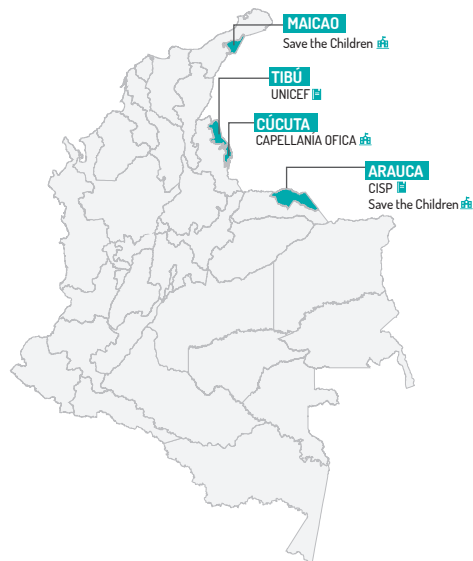 MAICAO
Save the Children
TIBÚ
UNICEF
CÚCUTA
CAPELLANÍA OFICA
ARAUCA
CISP
Save the Children